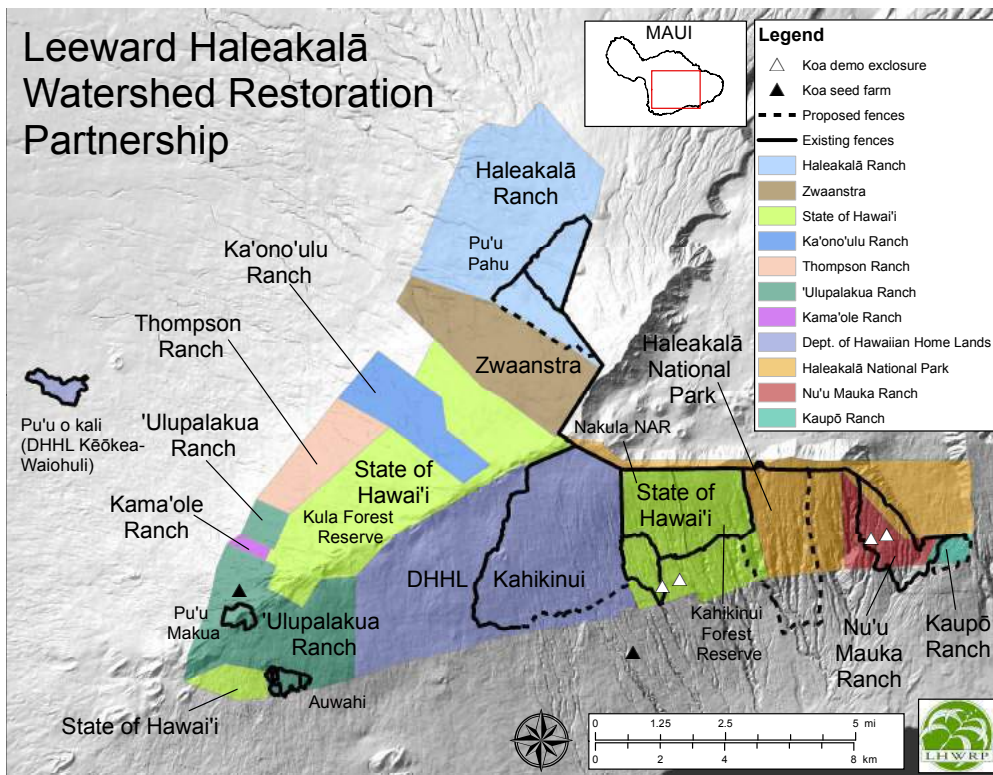 Leeward Haleakalā
Watershed Restoration
Partnership
MAUI
Legend
Koa demo exclosure
Koa seed farm
Proposed fences
Existing fences
Haleakalā Ranch
Zwaanstra
State of Hawai'i
Ka'ono'ulu Ranch
Thompson Ranch
'Ulupalakua Ranch
Kama'ole Ranch
Dept. of Hawaiian Home Lands
Haleakalā National Park
Nu'u Mauka Ranch
Kaupō Ranch
Haleakalā
Ranch
Pu'u
Pahu
Ka'ono'ulu
Ranch
Thompson
Ranch
Zwaanstra
Haleakalā
National
Park
Pu'u o kali
(DHHL Kēōkea-
Waiohuli)
'Ulupalakua
Ranch
Nakula NAR
Kama'ole
Ranch
State of
Hawai'i
Kula Forest
Reserve
State of
Hawai'i
DHHL
Kahikinui
Pu'u
Makua
'Ulupalakua
Ranch
Kahikinui
Forest
Reserve
Nu'u
Mauka
Ranch
Kaupō
Ranch
Auwahi
State of Hawai'i
0 1.25 2.5 5 mi
0 2 4 8 km
LHWRP